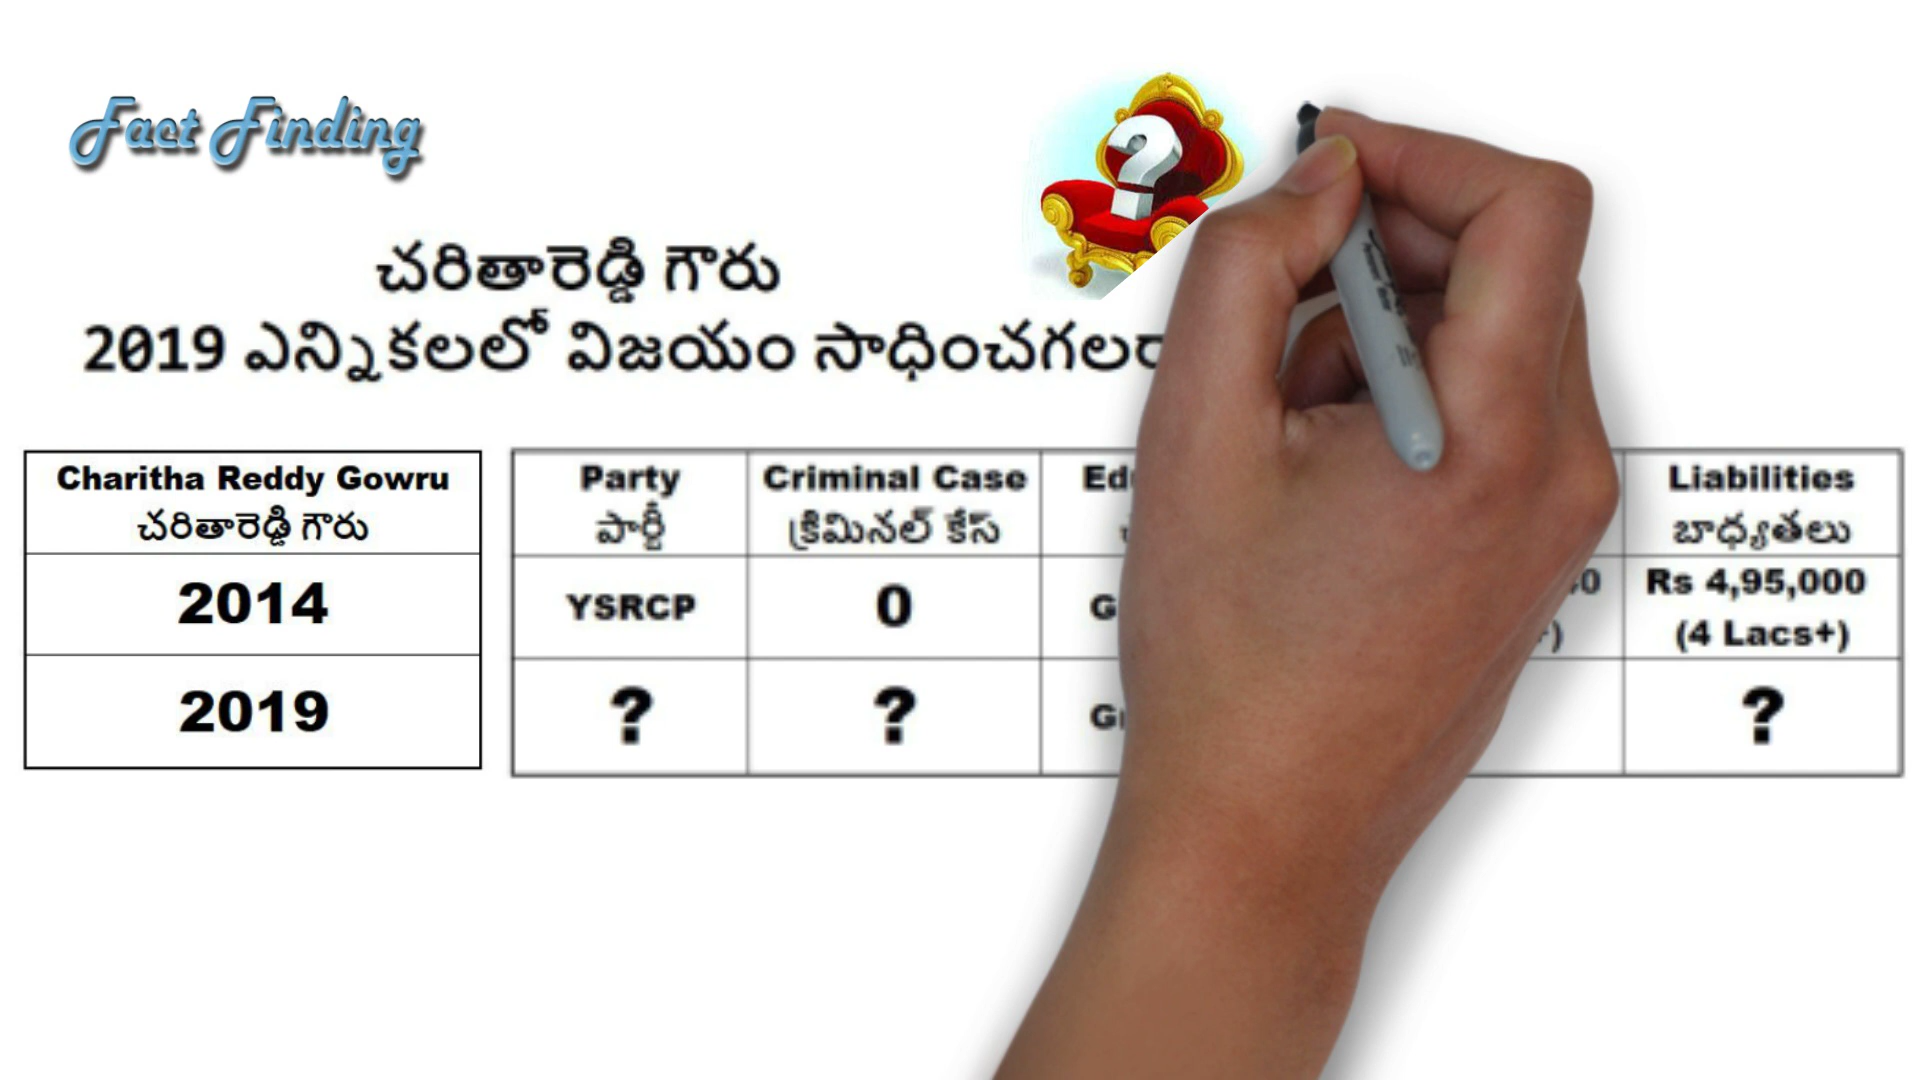 Fact Finding
చరితారెడ్డి గౌరు
2019 ఎన్నికలలో విజయం సాధించగలరా
Charitha Reddy Gowru
చరితారెడ్డి గౌరు
2014
2019
Party Criminal Case Liabilities
పార్టీ క్రిమినల్ కేస్ బాధ్యతలు
YSRCP 0 Rs 4,95,000
(4 Lacs+)
? ? ?